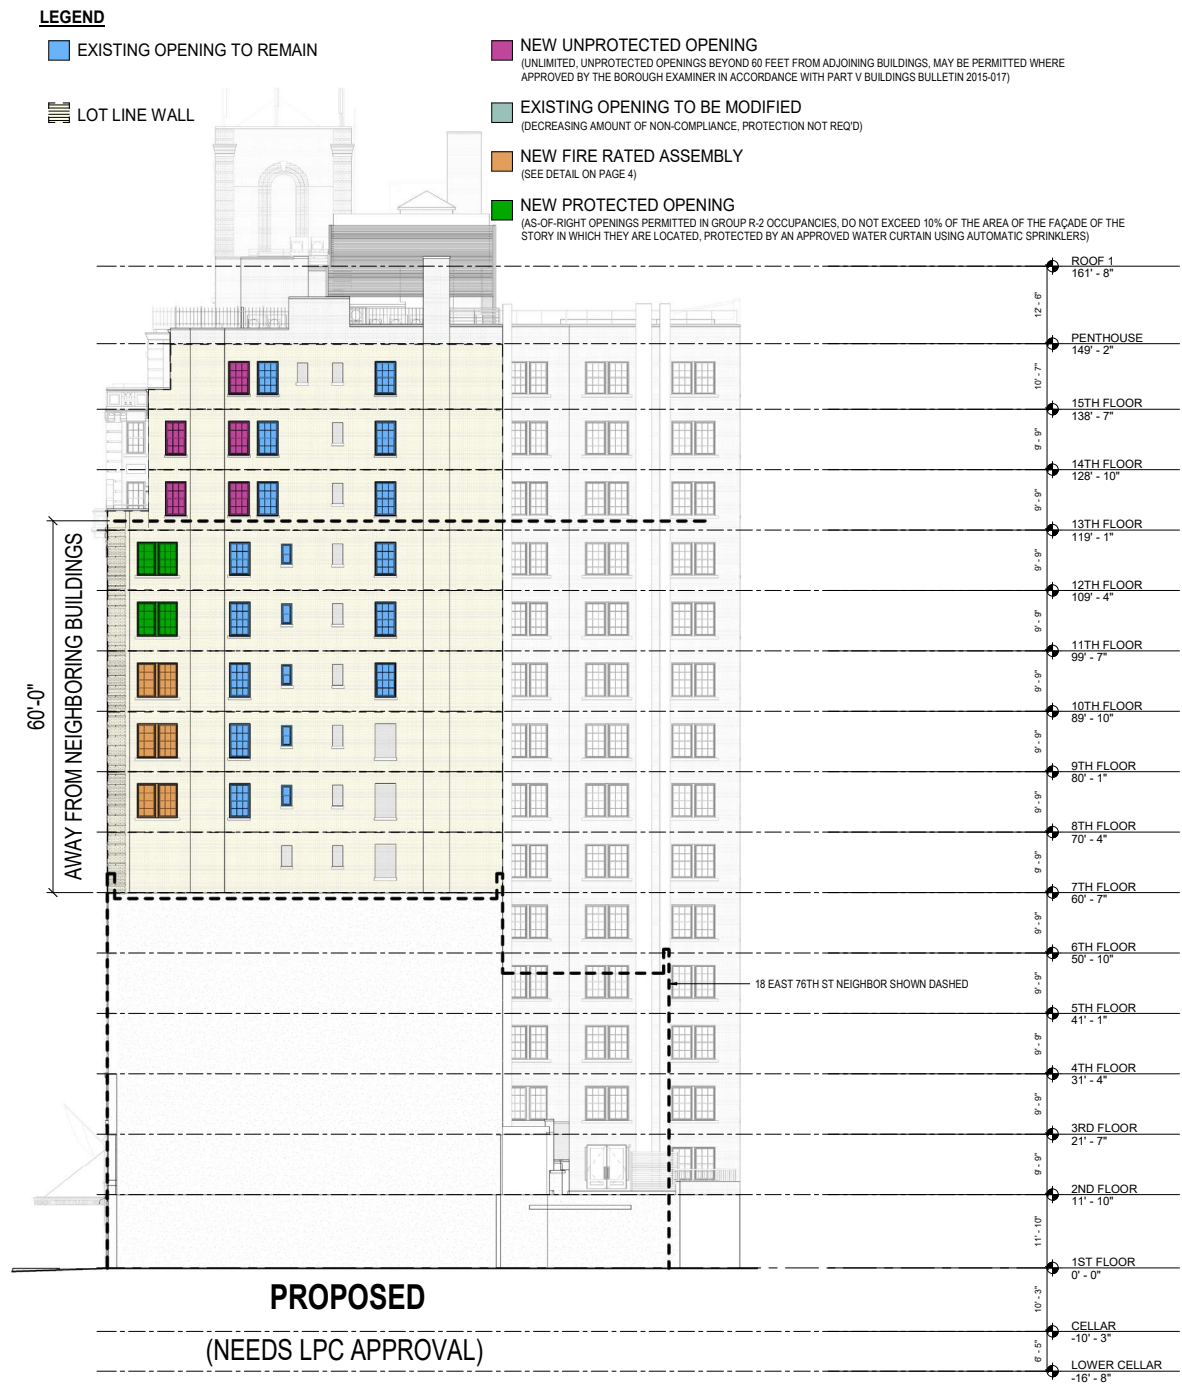 LEGEND
EXISTING OPENING TO REMAIN
LOT LINE WALL
NEW UNPROTECTED OPENING
(UNLIMITED, UNPROTECTED OPENINGS BEYOND 60 FEET FROM ADJOINING BUILDINGS, MAY BE PERMITTED WHERE
APPROVED BY THE BOROUGH EXAMINER IN ACCORDANCE WITH PART V BUILDINGS BULLETIN 2015-017)
EXISTING OPENING TO BE MODIFIED
(DECREASING AMOUNT OF NON-COMPLIANCE, PROTECTION NOT REQ'D)
NEW FIRE RATED ASSEMBLY
(SEE DETAIL ON PAGE 4)
NEW PROTECTED OPENING
(AS-OF-RIGHT OPENINGS PERMITTED IN GROUP R-2 OCCUPANCIES, DO NOT EXCEED 10% OF THE AREA OF THE FAÇADE OF THE
STORY IN WHICH THEY ARE LOCATED, PROTECTED BY AN APPROVED WATER CURTAIN USING AUTOMATIC SPRINKLERS)
ROOF 1
161' - 8"
12' - 6"
PENTHOUSE
149' - 2"
10' - 7"
15TH FLOOR
138' - 7"
9' - 9"
14TH FLOOR
128' - 10"
9' - 9"
13TH FLOOR
119' - 1"
9' - 9"
12TH FLOOR
109' - 4"
9' - 9"
11TH FLOOR
99' - 7"
9' - 9"
10TH FLOOR
89' - 10"
9' - 9"
9TH FLOOR
80' - 1"
9' - 9"
8TH FLOOR
70' - 4"
9' - 9"
7TH FLOOR
60' - 7"
9' - 9"
6TH FLOOR
50' - 10"
9' - 9"
5TH FLOOR
41' - 1"
9' - 9"
4TH FLOOR
31' - 4"
9' - 9"
3RD FLOOR
21' - 7"
9' - 9"
2ND FLOOR
11' - 10"
11' - 10"
1ST FLOOR
0' - 0"
10' - 3"
CELLAR
-10' - 3"
6' - 5"
LOWER CELLAR
-16' - 8"
60'-0"
AWAY FROM NEIGHBORING BUILDINGS
18 EAST 76TH ST NEIGHBOR SHOWN DASHED
PROPOSED
(NEEDS LPC APPROVAL)